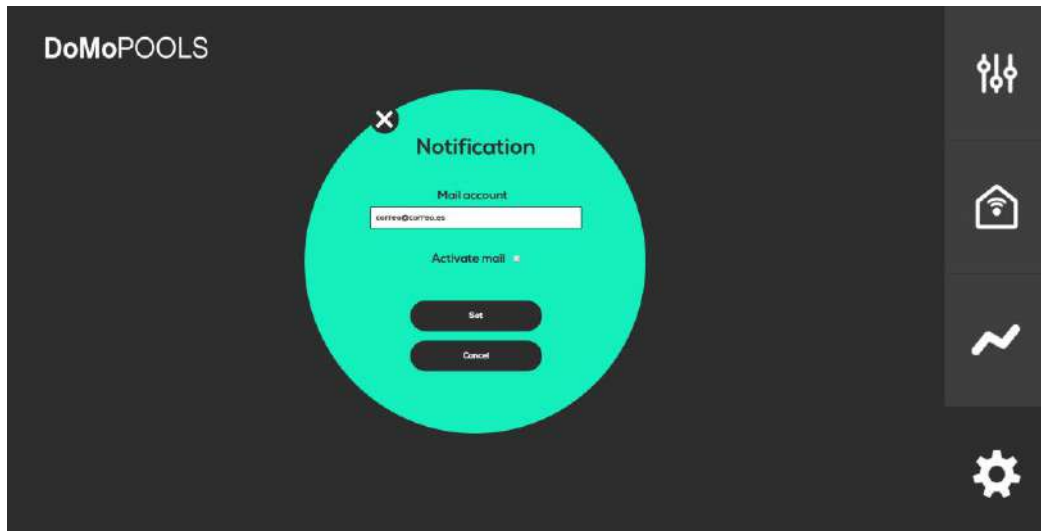 DoMoPOOLS
Notification
Mail account
correo@correo.es
Activate mail
Set
Cancel